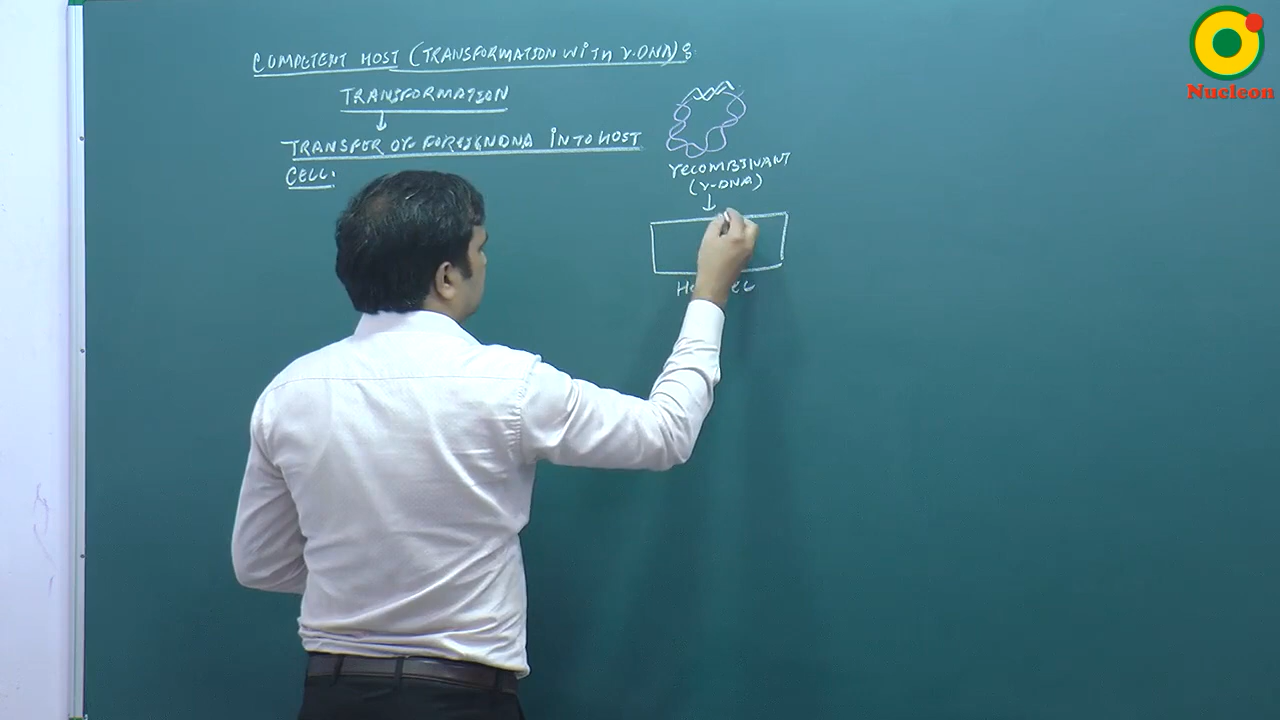 COMPETENT HOST (TRANSFORMATION WITH r-DNA) :
TRANSFORMATION
↓
TRANSFER OF FOREIGN DNA INTO HOST
CELL.
recombinant
(r-DNA)
↓
Nucleon